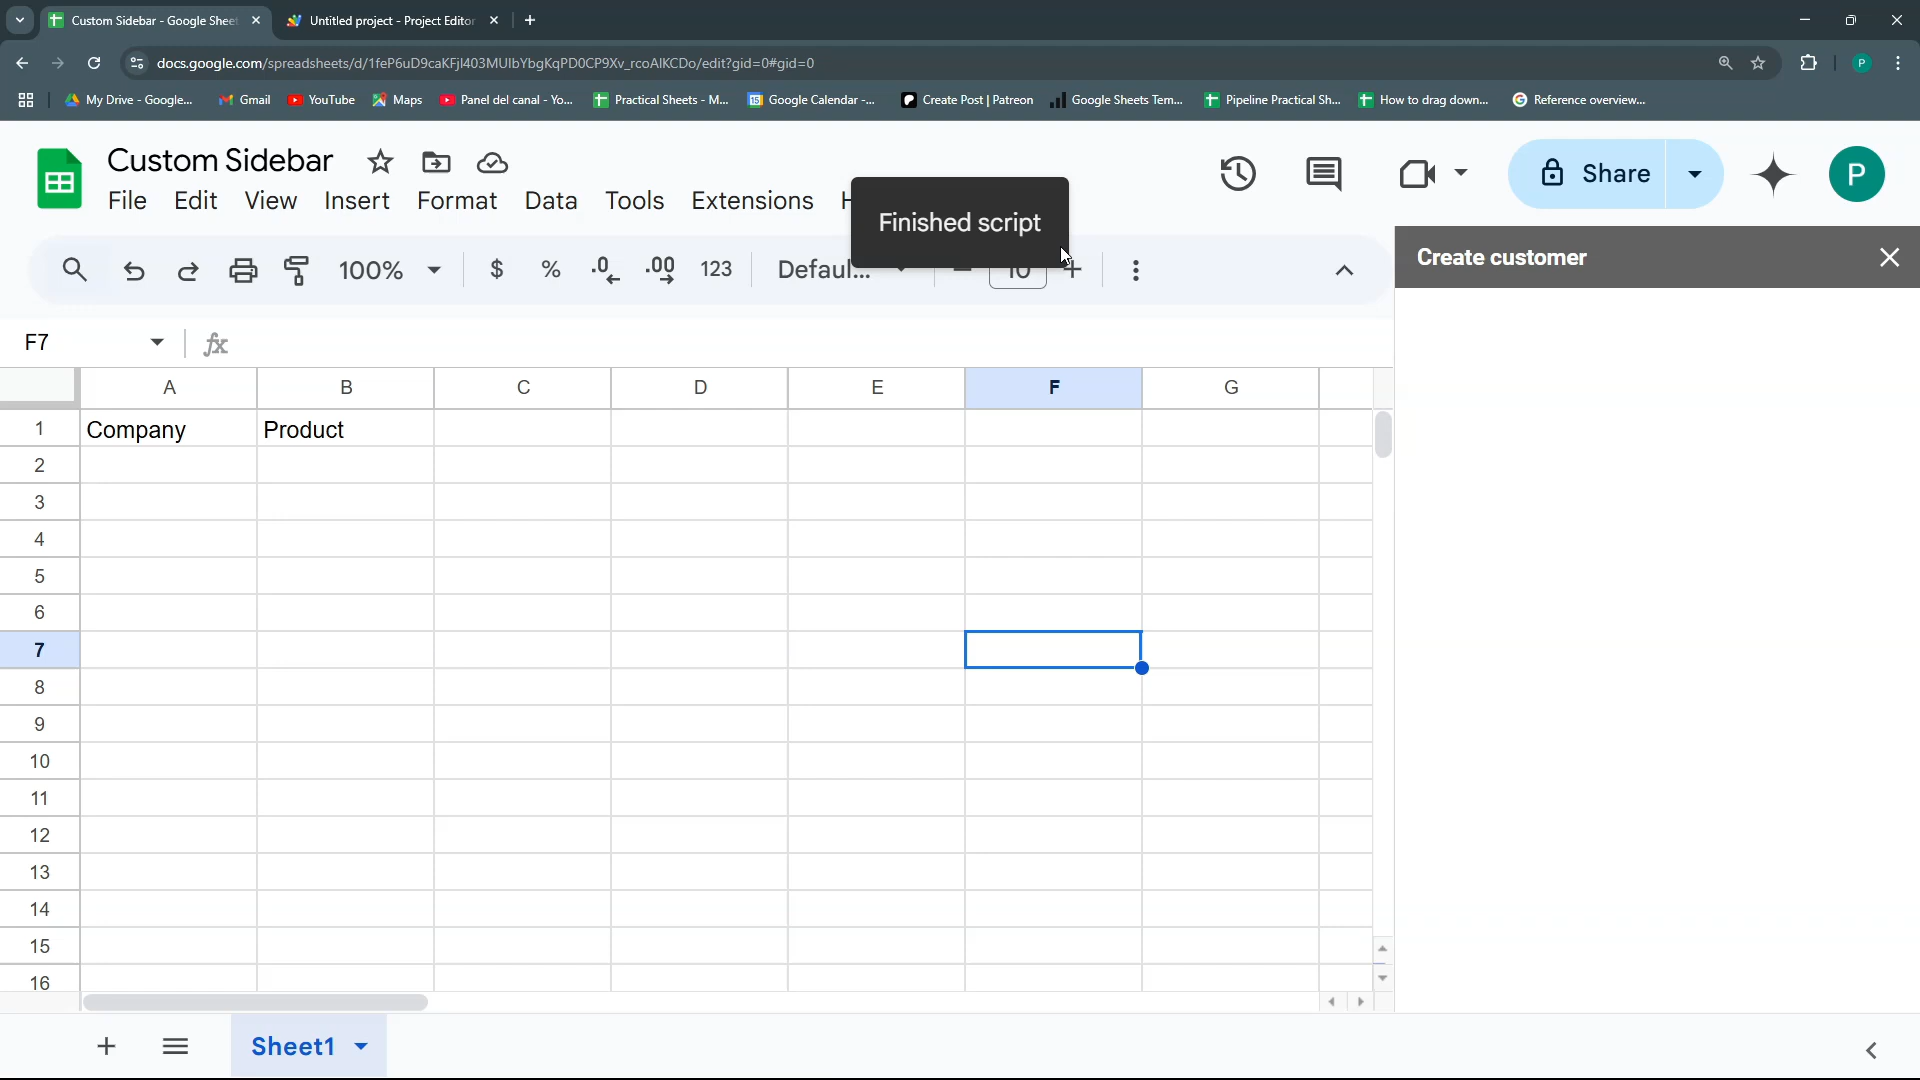 Custom Sidebar - Google Sheet
Untitled project - Project Editor
docs.google.com/spreadsheets/d/1feP6uD9caKFjl403MUlbYbgKqPD0CP9Xv_rcoAlKCDo/edit?gid=0#gid=0
P
My Drive - Google...
Gmail
YouTube
Maps
Panel del canal - Yo...
Practical Sheets - M...
Google Calendar -...
Create Post | Patreon
Google Sheets Tem...
Pipeline Practical Sh...
How to drag down...
Reference overview...
Custom Sidebar
File Edit View Insert Format Data Tools Extensions
Share
P
Finished script
100% $ % .0 .00 123 Defaul... 10
Create customer
F7
fx
A B C D E F G
1 Company Product
2
3
4
5
6
7
8
9
10
11
12
13
14
15
16
Sheet1